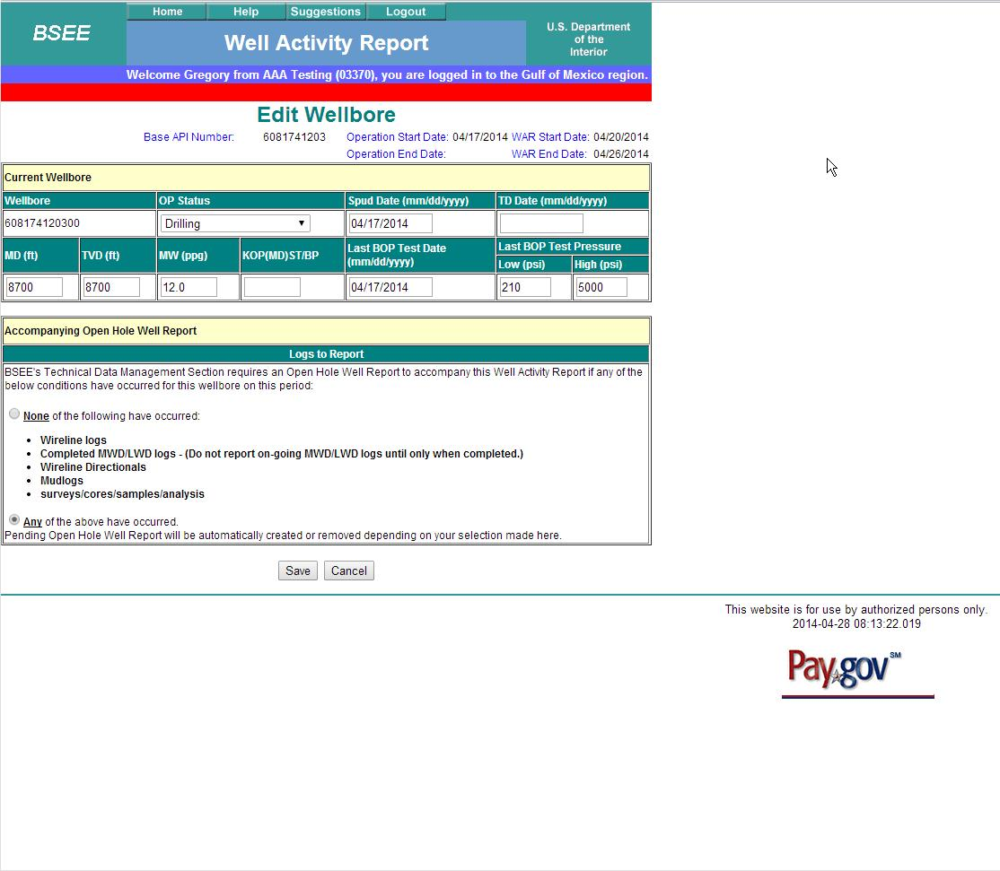 Home Help Suggestions Logout
BSEE
Well Activity Report
U.S. Department
of the
Interior
Welcome Gregory from AAA Testing (03370), you are logged in to the Gulf of Mexico region.
Edit Wellbore
Base API Number: 6081741203 Operation Start Date: 04/17/2014 WAR Start Date: 04/20/2014
Operation End Date: WAR End Date: 04/26/2014
Current Wellbore
Wellbore OP Status Spud Date (mm/dd/yyyy) TD Date (mm/dd/yyyy)
608174120300 Drilling 04/17/2014
MD (ft) TVD (ft) MW (ppg) KOP(MD)ST/BP Last BOP Test Date
(mm/dd/yyyy)
Last BOP Test Pressure
Low (psi) High (psi)
8700 8700 12.0 04/17/2014 210 5000
Accompanying Open Hole Well Report
Logs to Report
BSEE's Technical Data Management Section requires an Open Hole Well Report to accompany this Well Activity Report if any of the
below conditions have occurred for this wellbore on this period:
None of the following have occurred:
• Wireline logs
• Completed MWD/LWD logs - (Do not report on-going MWD/LWD logs until only when completed.)
• Wireline Directionals
• Mudlogs
• surveys/cores/samples/analysis
Any of the above have occurred.
Pending Open Hole Well Report will be automatically created or removed depending on your selection made here.
Save Cancel
This website is for use by authorized persons only.
2014-04-28 08:13:22.019
Pay.gov SM